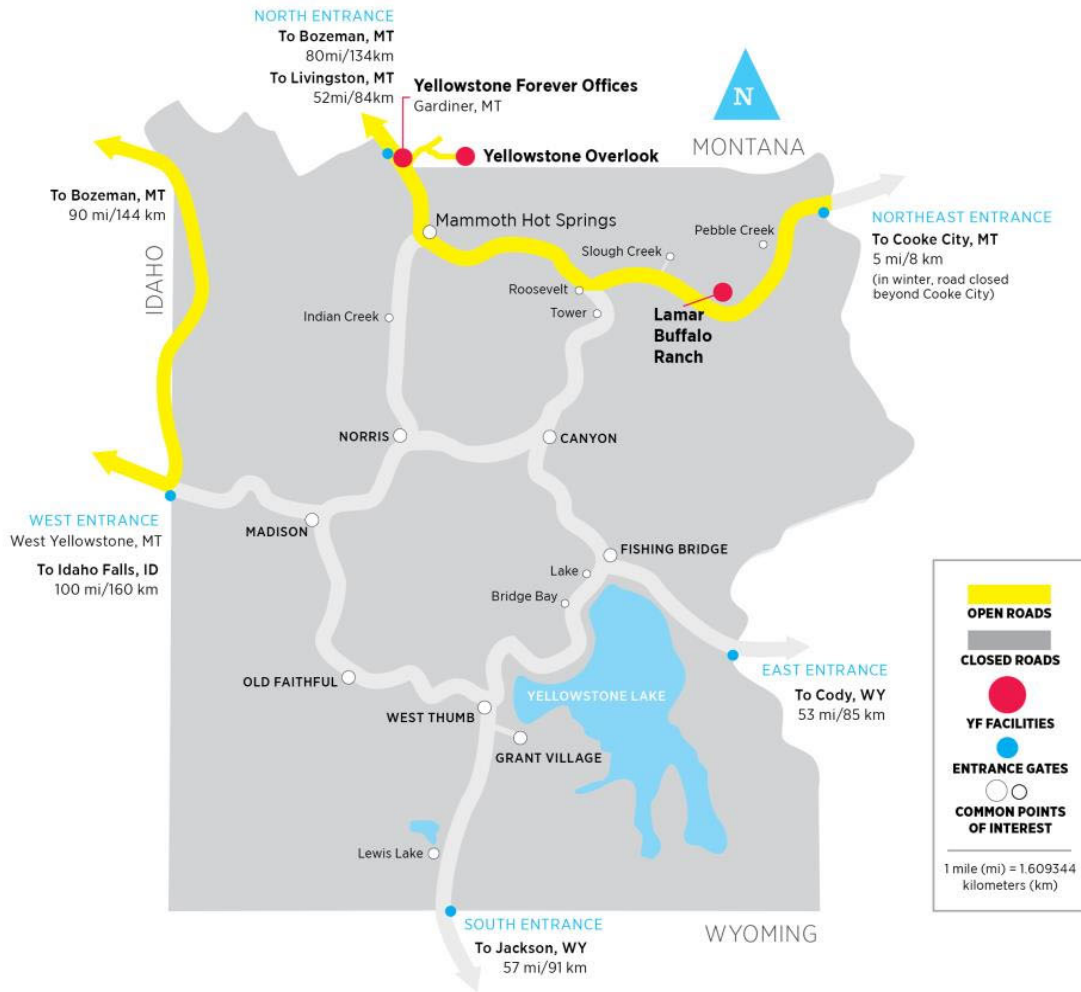 NORTH ENTRANCE
To Bozeman, MT
80mi/134km
To Livingston, MT
52mi/84km
Yellowstone Forever Offices
Gardiner, MT
N
MONTANA
Yellowstone Overlook
To Bozeman, MT
90 mi/144 km
IDAHO
Mammoth Hot Springs
Pebble Creek
Slough Creek
NORTHEAST ENTRANCE
To Cooke City, MT
5 mi/8 km
(in winter, road closed
beyond Cooke City)
Roosevelt
Tower
Indian Creek
Lamar
Buffalo
Ranch
NORRIS
CANYON
WEST ENTRANCE
West Yellowstone, MT
To Idaho Falls, ID
100 mi/160 km
MADISON
FISHING BRIDGE
Lake
Bridge Bay
OLD FAITHFUL
WEST THUMB
YELLOWSTONE LAKE
GRANT VILLAGE
EAST ENTRANCE
To Cody, WY
53 mi/85 km
Lewis Lake
SOUTH ENTRANCE
To Jackson, WY
57 mi/91 km
WYOMING
OPEN ROADS
CLOSED ROADS
YF FACILITIES
ENTRANCE GATES
COMMON POINTS
OF INTEREST
1 mile (mi) = 1.609344
kilometers (km)